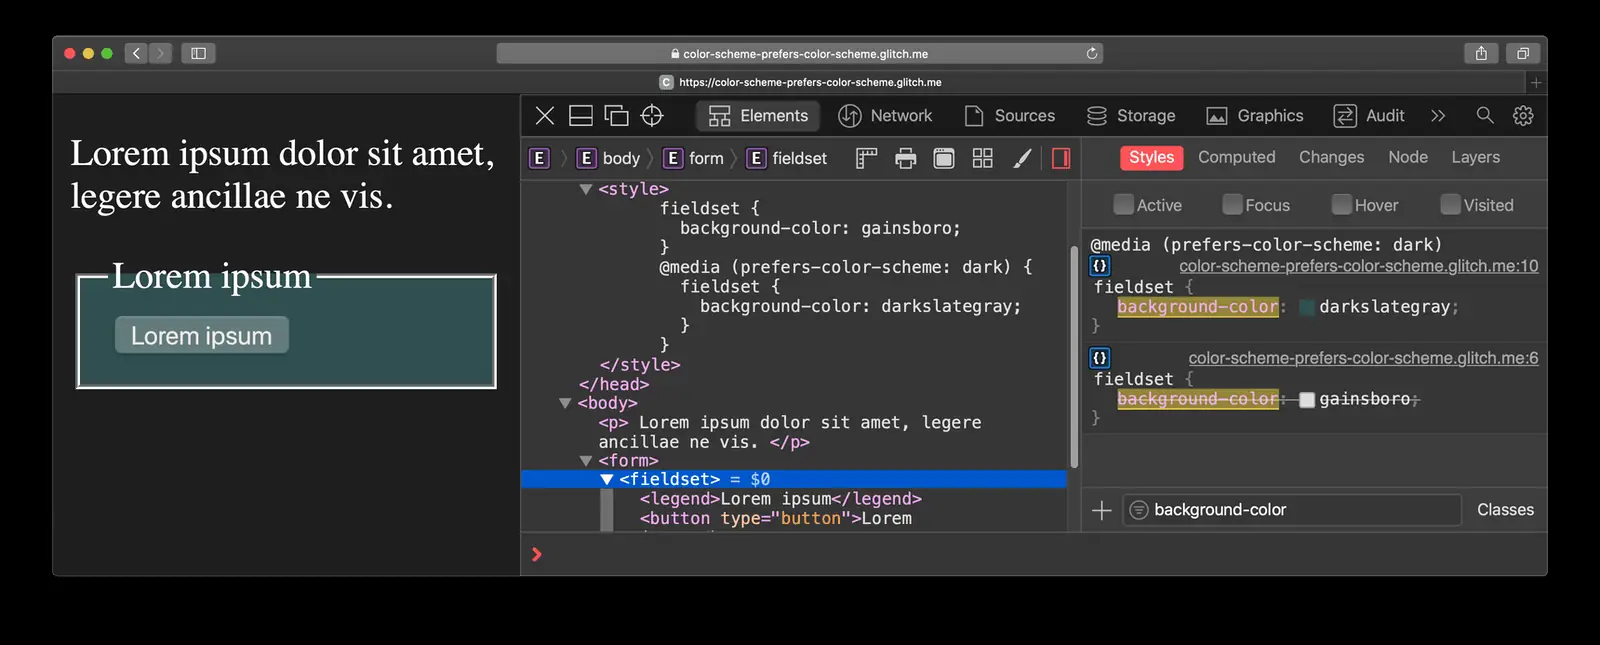 color-scheme-prefers-color-scheme.glitch.me
C https://color-scheme-prefers-color-scheme.glitch.me
Lorem ipsum dolor sit amet,
legere ancillae ne vis.
Lorem ipsum
Lorem ipsum
Elements Network Sources Storage Graphics Audit
E E body E form E fieldset
<style>
fieldset {
background-color: gainsboro;
}
@media (prefers-color-scheme: dark) {
fieldset {
background-color: darkslategray;
}
}
</style>
</head>
<body>
<p> Lorem ipsum dolor sit amet, legere
ancillae ne vis. </p>
<form>
<fieldset> = $0
<legend>Lorem ipsum</legend>
<button type="button">Lorem
Styles Computed Changes Node Layers
Active Focus Hover Visited
@media (prefers-color-scheme: dark)
{} color-scheme-prefers-color-scheme.glitch.me:10
fieldset {
background-color: darkslategray;
}
{} color-scheme-prefers-color-scheme.glitch.me:6
fieldset {
background-color: gainsboro;
}
background-color Classes